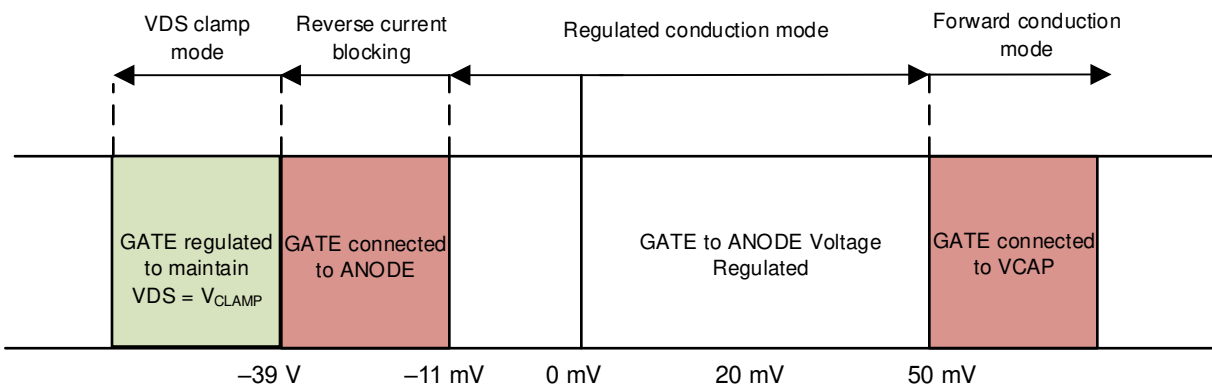 VDS clamp
mode
Reverse current
blocking
Regulated conduction mode
Forward conduction
mode
GATE regulated
to maintain
VDS = VCLAMP
GATE connected
to ANODE
GATE to ANODE Voltage
Regulated
GATE connected
to VCAP
–39 V
–11 mV
0 mV
20 mV
50 mV